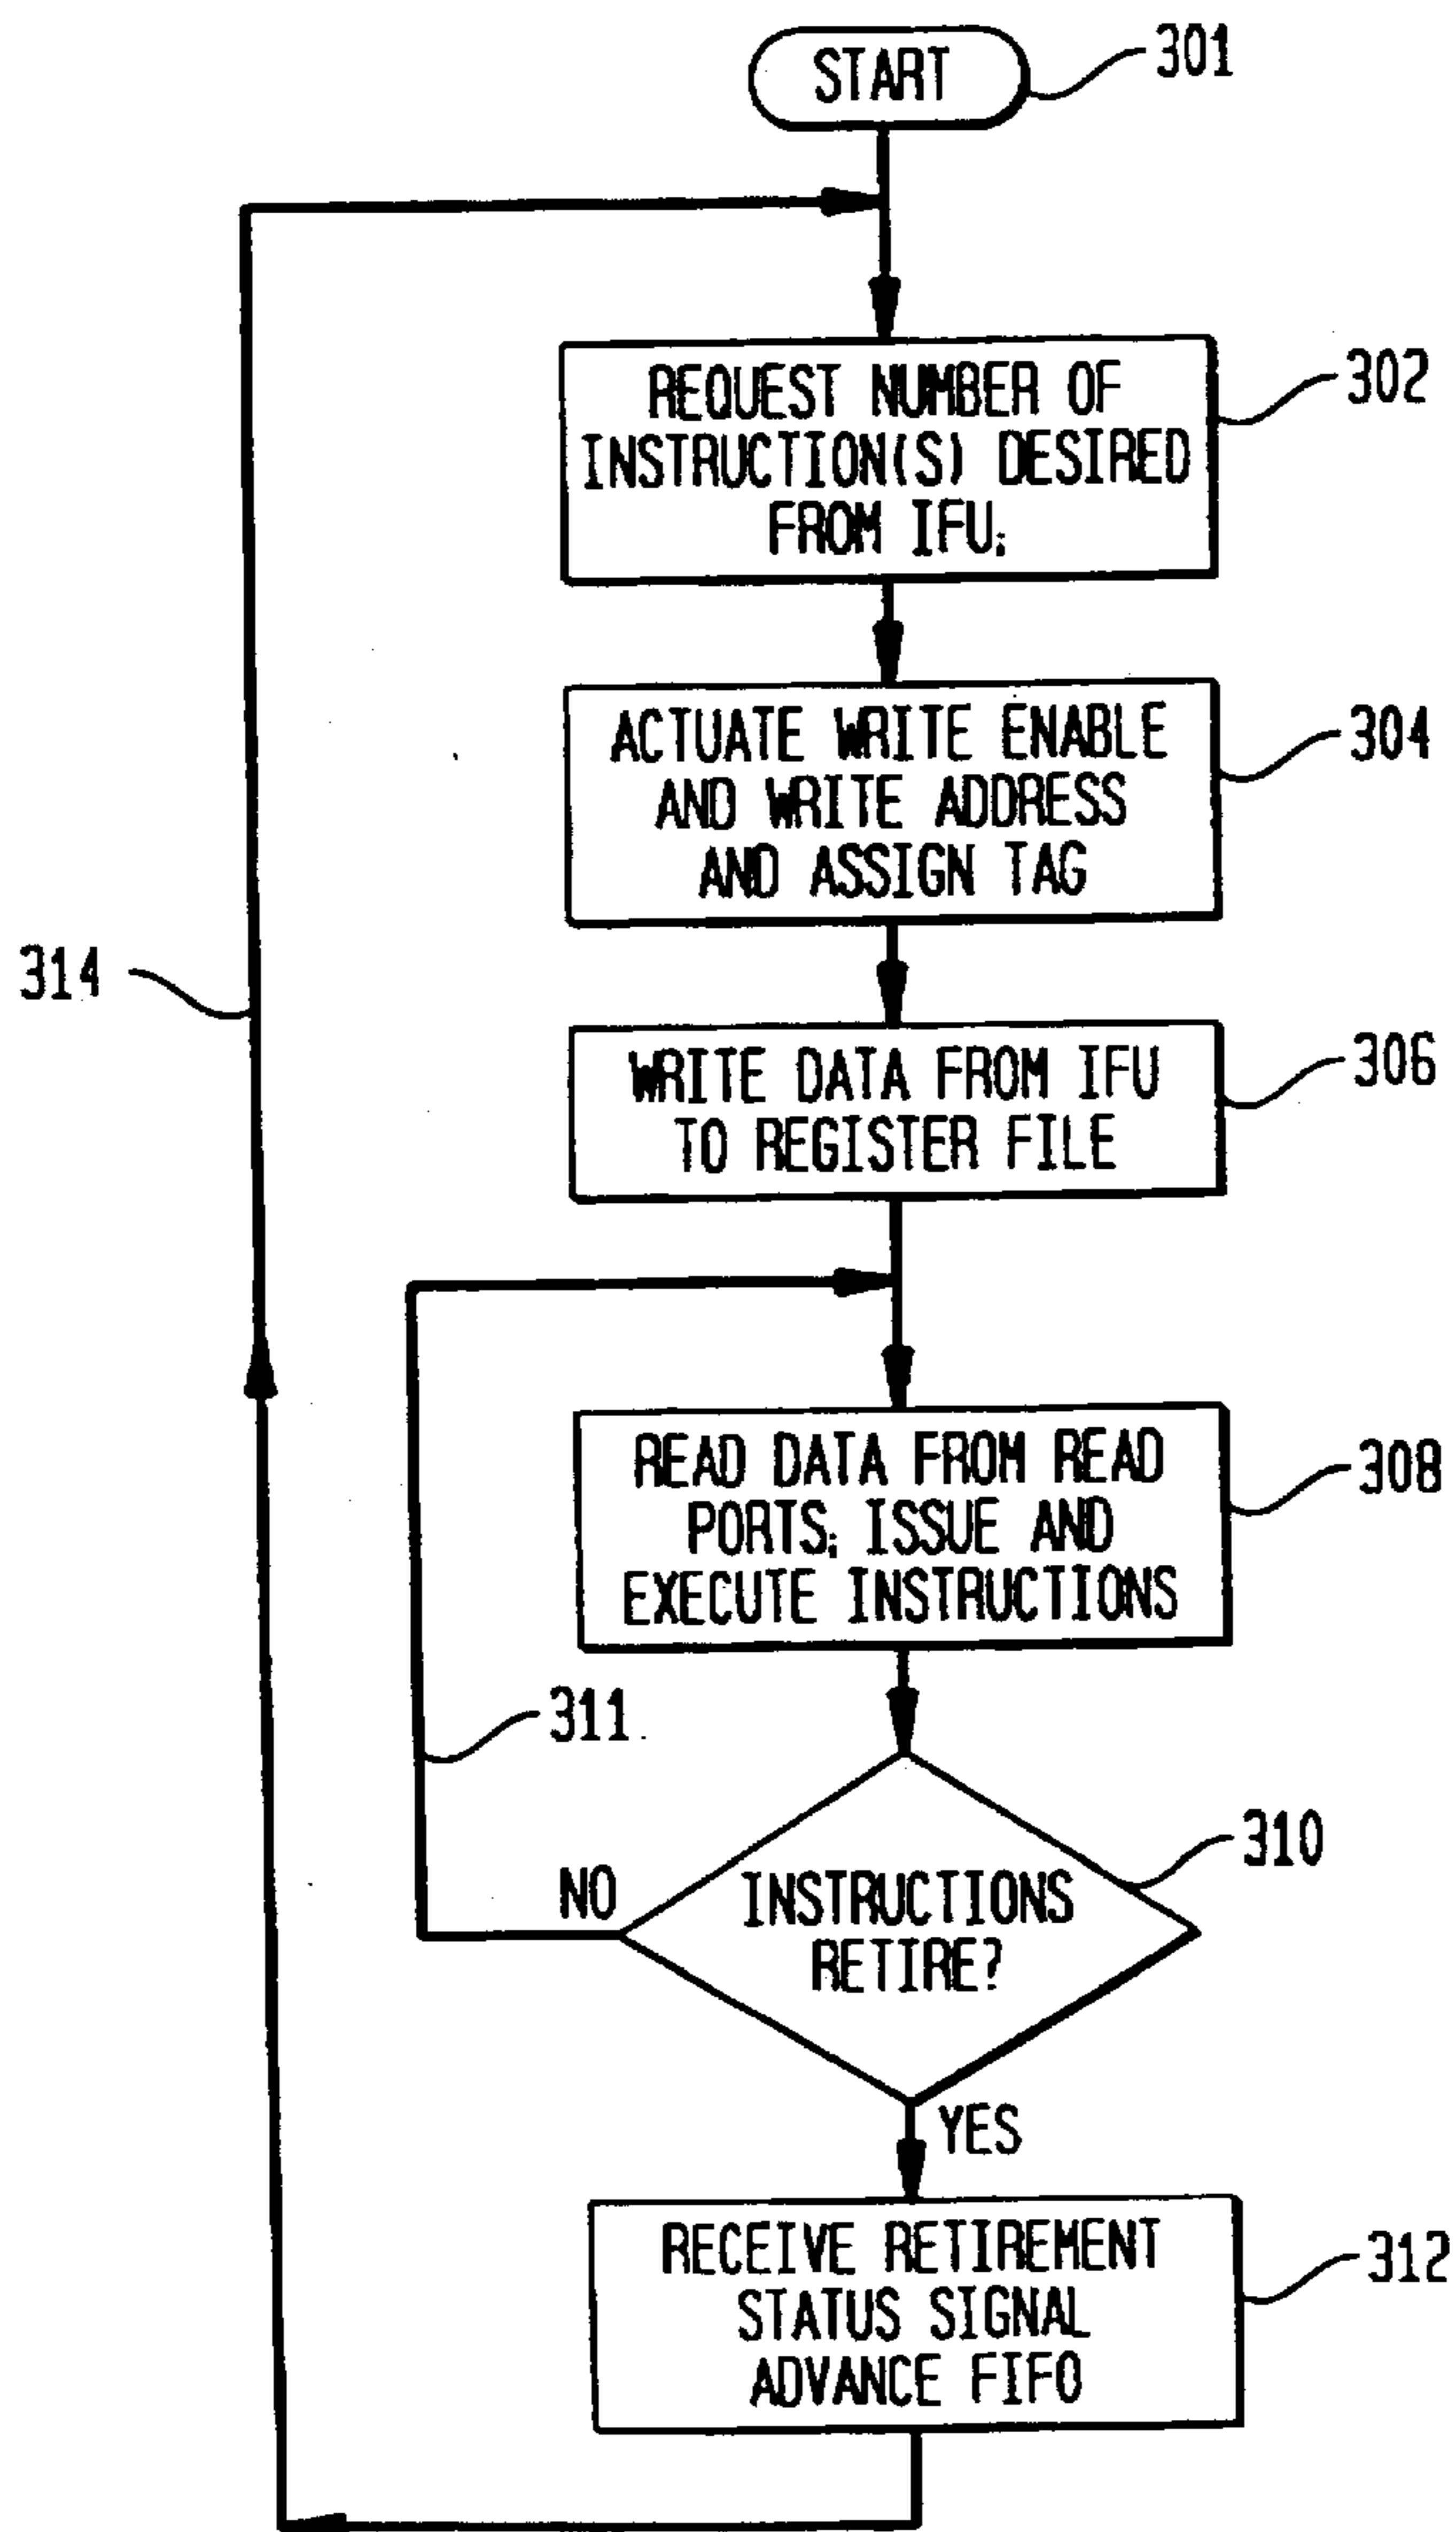 START
301
REQUEST NUMBER OF
INSTRUCTION(S) DESIRED
FROM IFU;
302
ACTUATE WRITE ENABLE
AND WRITE ADDRESS
AND ASSIGN TAG
304
314
WRITE DATA FROM IFU
TO REGISTER FILE
306
READ DATA FROM READ
PORTS; ISSUE AND
EXECUTE INSTRUCTIONS
308
311
310
NO
INSTRUCTIONS
RETIRE?
YES
RECEIVE RETIREMENT
STATUS SIGNAL
ADVANCE FIFO
312